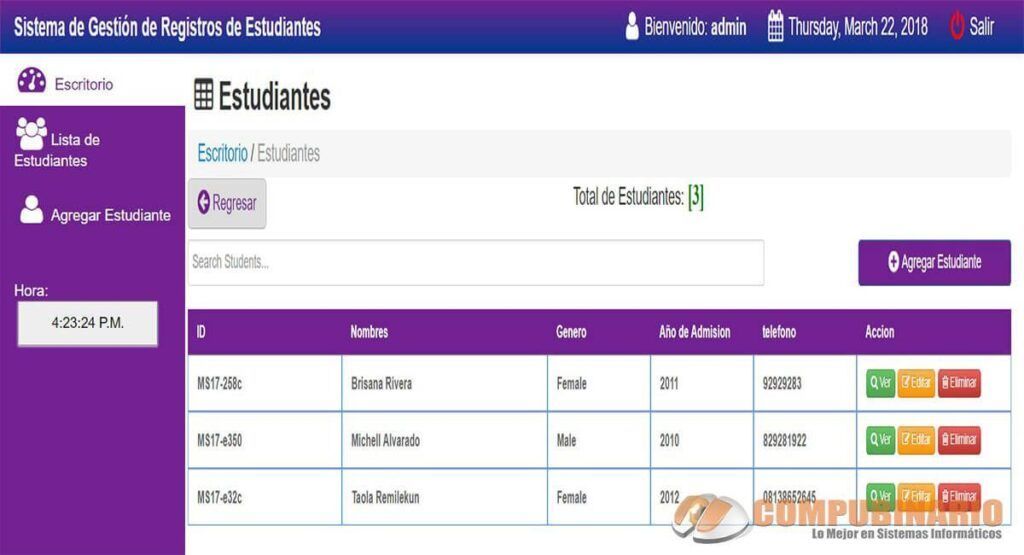 Sistema de Gestión de Registros de Estudiantes
Bienvenido: admin
Thursday, March 22, 2018
Salir
Escritorio
Lista de
Estudiantes
Agregar Estudiante
Hora:
4:23:24 P.M.
Estudiantes
Escritorio / Estudiantes
Regresar
Total de Estudiantes: [3]
Search Students...
Agregar Estudiante
ID Nombres Genero Año de Admision telefono Accion
MS17-258c Brisana Rivera Female 2011 92929283 Ver Editar Eliminar
MS17-e350 Michell Alvarado Male 2010 829281922 Ver Editar Eliminar
MS17-e32c Taola Remilekun Female 2012 08138652645 Ver Editar Eliminar
COMPUBINARIO
Lo Mejor en Sistemas Informáticos